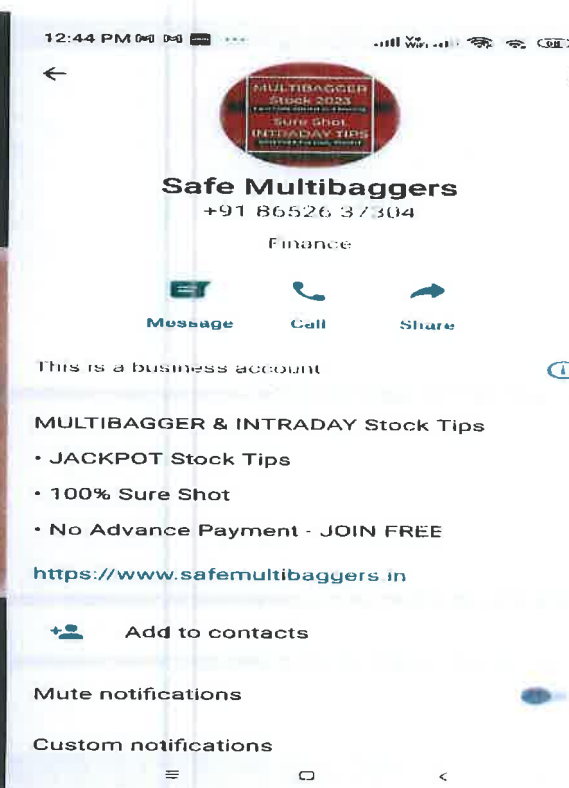 12:44 PM
MULTIBAGGER
Stock 2023
Sure Shot
INTRADAY TIPS
Safe Multibaggers
+91 86526 37304
Finance
Message Call Share
This is a business account
MULTIBAGGER & INTRADAY Stock Tips
• JACKPOT Stock Tips
• 100% Sure Shot
• No Advance Payment - JOIN FREE
https://www.safemultibaggers.in
Add to contacts
Mute notifications
Custom notifications